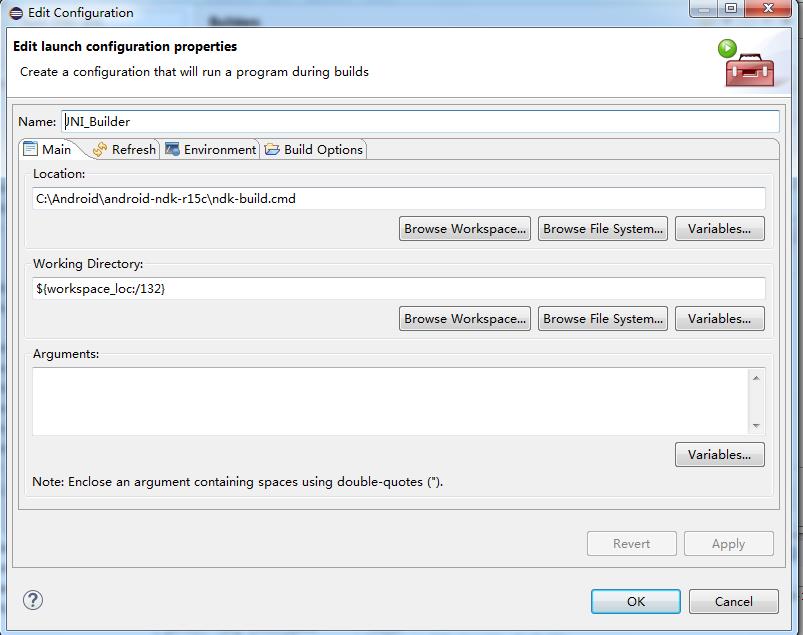 Edit Configuration
Builders
Edit launch configuration properties
Create a configuration that will run a program during builds
Name: JNI_Builder
Main Refresh Environment Build Options
Location:
C:\Android\android-ndk-r15c\ndk-build.cmd
Browse Workspace... Browse File System... Variables...
Working Directory:
${workspace_loc:/132}
Browse Workspace... Browse File System... Variables...
Arguments:
Variables...
Note: Enclose an argument containing spaces using double-quotes (").
Revert Apply
OK Cancel